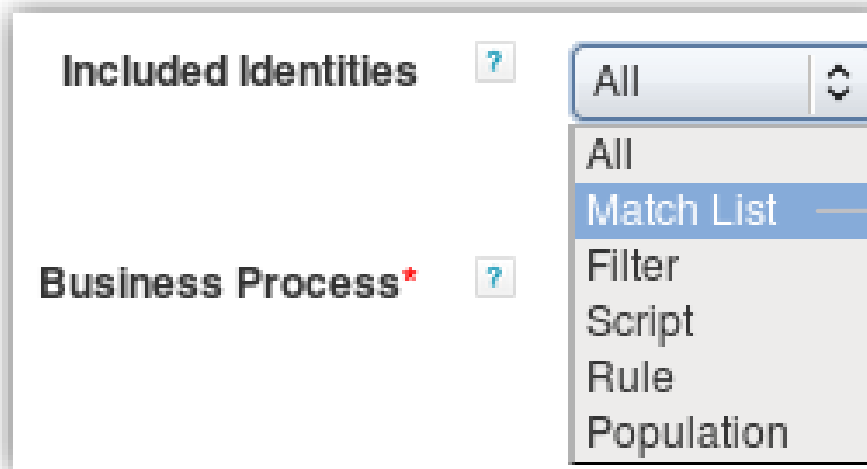 Included Identities ? All
All
Match List
Business Process* ? Filter
Script
Rule
Population